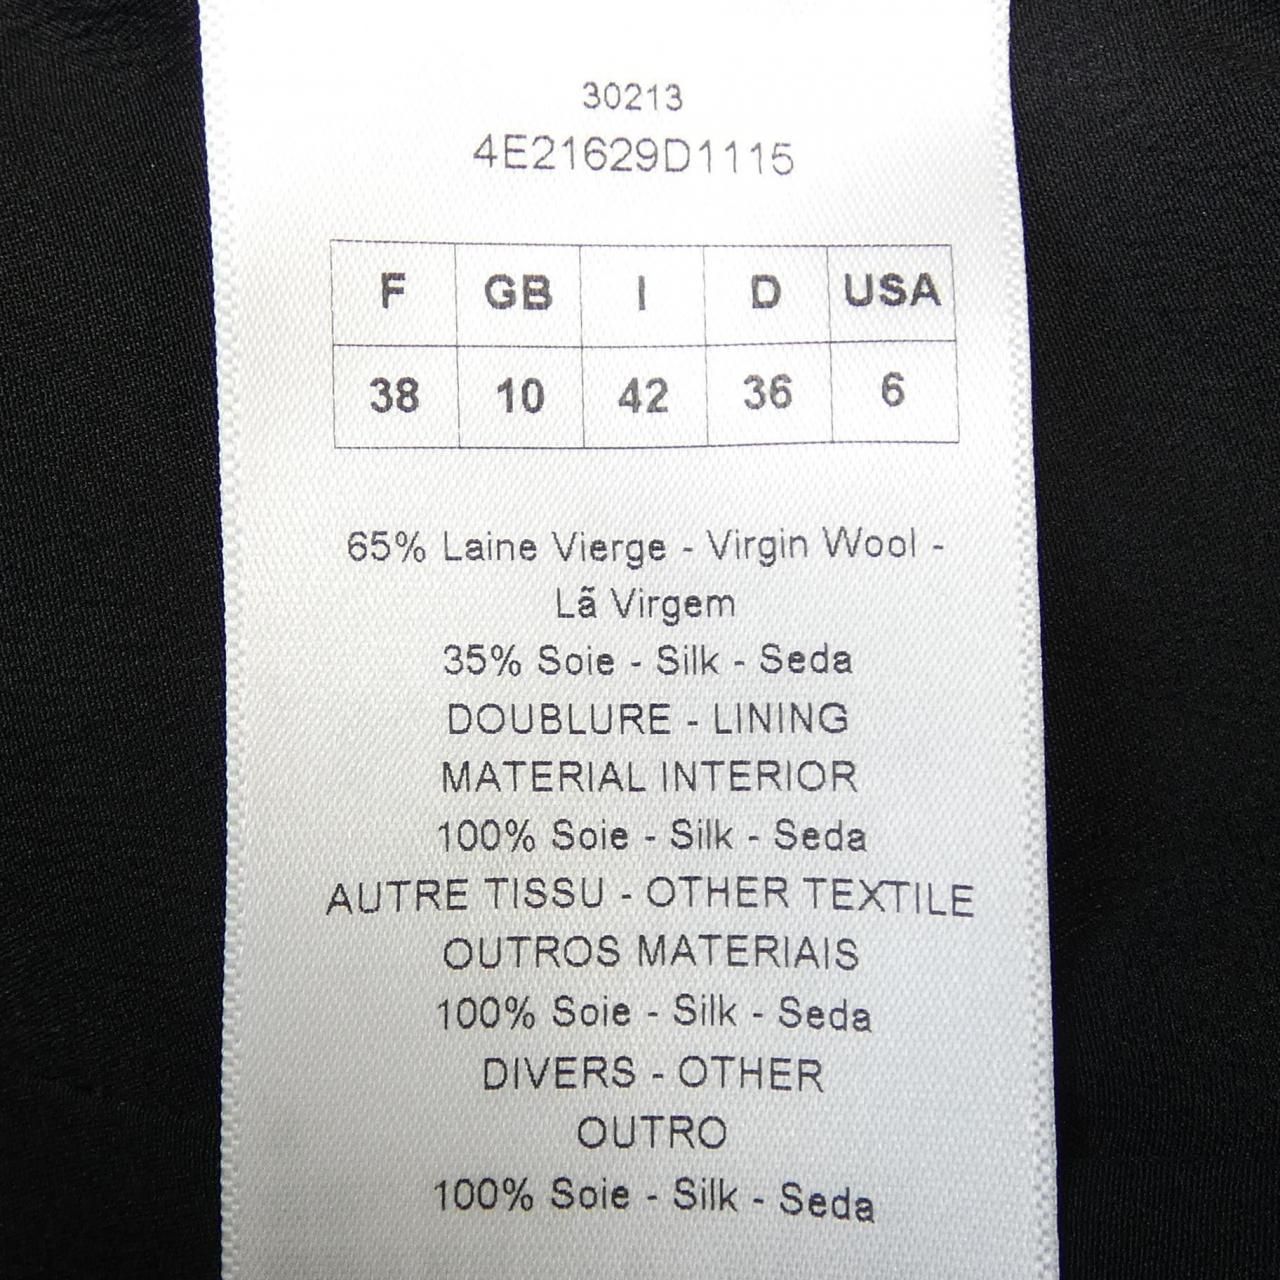 30213
4E21629D1115
F GB I D USA
38 10 42 36 6
65% Laine Vierge - Virgin Wool -
Lã Virgem
35% Soie - Silk - Seda
DOUBLURE - LINING
MATERIAL INTERIOR
100% Soie - Silk - Seda
AUTRE TISSU - OTHER TEXTILE
OUTROS MATERIAIS
100% Soie - Silk - Seda
DIVERS - OTHER
OUTRO
100% Soie - Silk - Seda